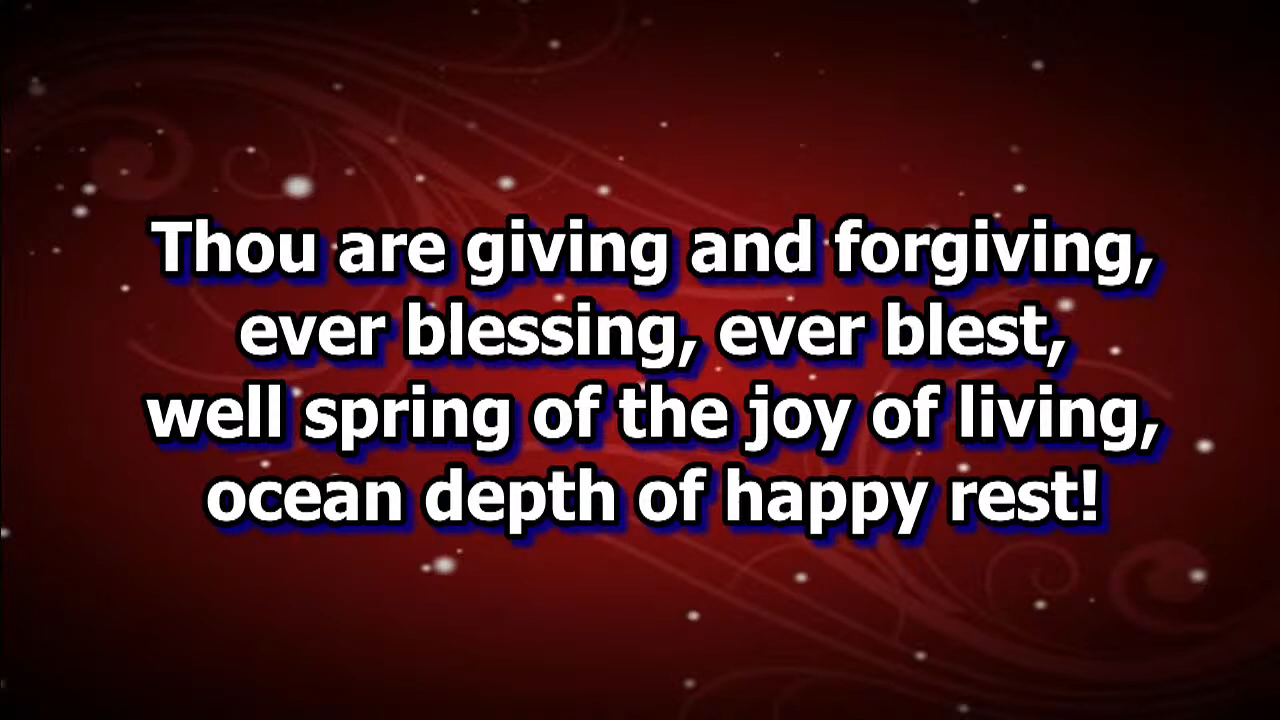 Thou are giving and forgiving,
ever blessing, ever blest,
well spring of the joy of living,
ocean depth of happy rest!